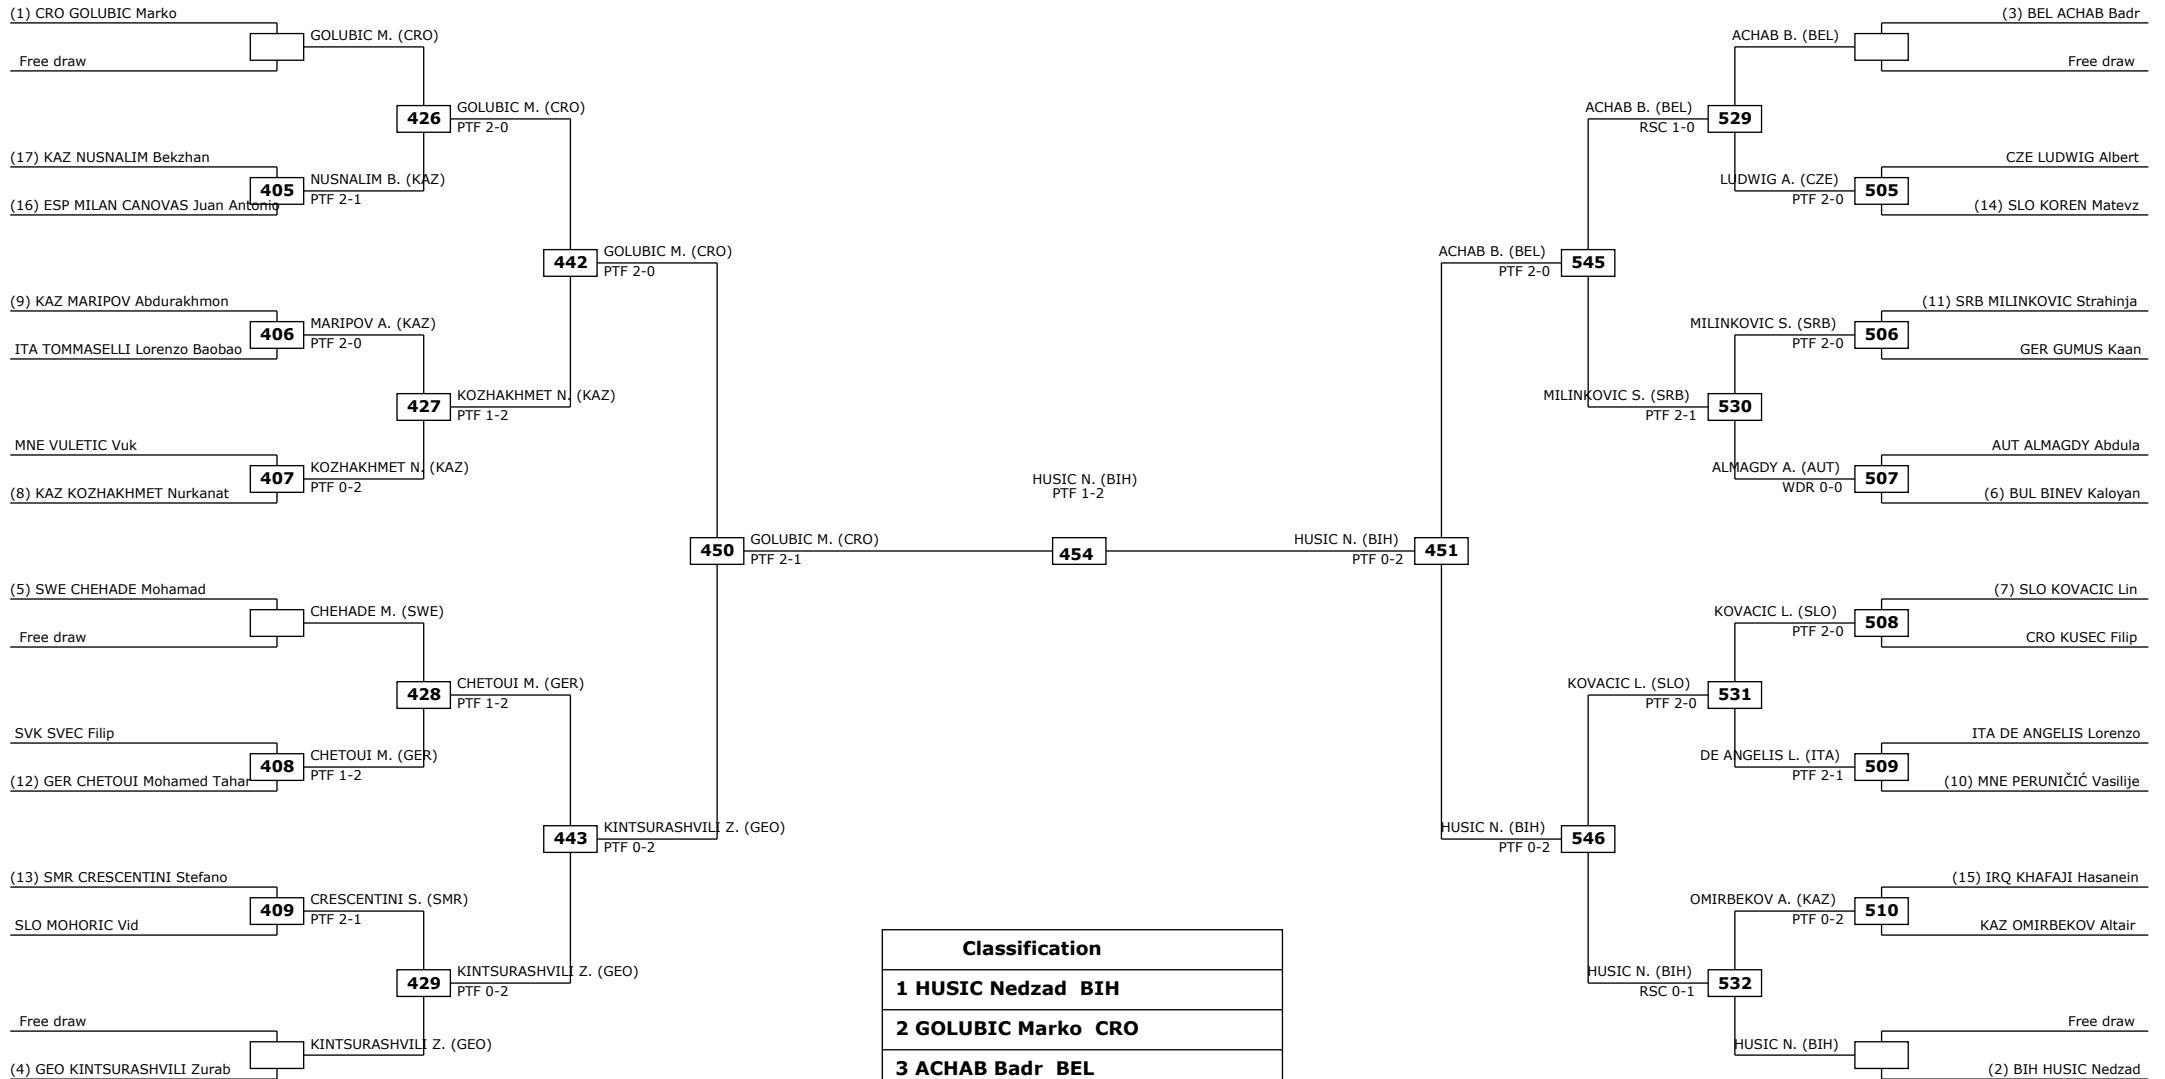 (1) CRO GOLUBIC Marko
Free draw
GOLUBIC M. (CRO)
(17) KAZ NUSNALIM Bekzhan
(16) ESP MILAN CANOVAS Juan Antonio
405
NUSNALIM B. (KAZ)
PTF 2-1
426
GOLUBIC M. (CRO)
PTF 2-0
(9) KAZ MARIPOV Abdurakhmon
ITA TOMMASELLI Lorenzo Baobao
406
MARIPOV A. (KAZ)
PTF 2-0
MNE VULETIC Vuk
(8) KAZ KOZHAKHMET Nurkanat
407
KOZHAKHMET N. (KAZ)
PTF 0-2
427
KOZHAKHMET N. (KAZ)
PTF 1-2
442
GOLUBIC M. (CRO)
PTF 2-0
(5) SWE CHEHADE Mohamad
Free draw
CHEHADE M. (SWE)
SVK SVEC Filip
(12) GER CHETOUI Mohamed Tahar
408
CHETOUI M. (GER)
PTF 1-2
428
CHETOUI M. (GER)
PTF 1-2
(13) SMR CRESCENTINI Stefano
SLO MOHORIC Vid
409
CRESCENTINI S. (SMR)
PTF 2-1
Free draw
(4) GEO KINTSURASHVILI Zurab
KINTSURASHVILI Z. (GEO)
429
KINTSURASHVILI Z. (GEO)
PTF 0-2
443
KINTSURASHVILI Z. (GEO)
PTF 0-2
450
GOLUBIC M. (CRO)
PTF 2-1
HUSIC N. (BIH)
PTF 1-2
454
HUSIC N. (BIH)
PTF 0-2
451
ACHAB B. (BEL)
PTF 2-0
545
ACHAB B. (BEL)
RSC 1-0
529
ACHAB B. (BEL)
(3) BEL ACHAB Badr
Free draw
LUDWIG A. (CZE)
PTF 2-0
505
CZE LUDWIG Albert
(14) SLO KOREN Matevz
MILINKOVIC S. (SRB)
PTF 2-1
530
MILINKOVIC S. (SRB)
PTF 2-0
506
(11) SRB MILINKOVIC Strahinja
GER GUMUS Kaan
ALMAGDY A. (AUT)
WDR 0-0
507
AUT ALMAGDY Abdula
(6) BUL BINEV Kaloyan
HUSIC N. (BIH)
PTF 0-2
546
KOVACIC L. (SLO)
PTF 2-0
531
KOVACIC L. (SLO)
PTF 2-0
508
(7) SLO KOVACIC Lin
CRO KUSEC Filip
DE ANGELIS L. (ITA)
PTF 2-1
509
ITA DE ANGELIS Lorenzo
(10) MNE PERUNIČIĆ Vasilije
HUSIC N. (BIH)
RSC 0-1
532
OMIRBEKOV A. (KAZ)
PTF 0-2
510
(15) IRQ KHAFAJI Hasanein
KAZ OMIRBEKOV Altair
HUSIC N. (BIH)
Free draw
(2) BIH HUSIC Nedzad
Classification
1 HUSIC Nedzad BIH
2 GOLUBIC Marko CRO
3 ACHAB Badr BEL